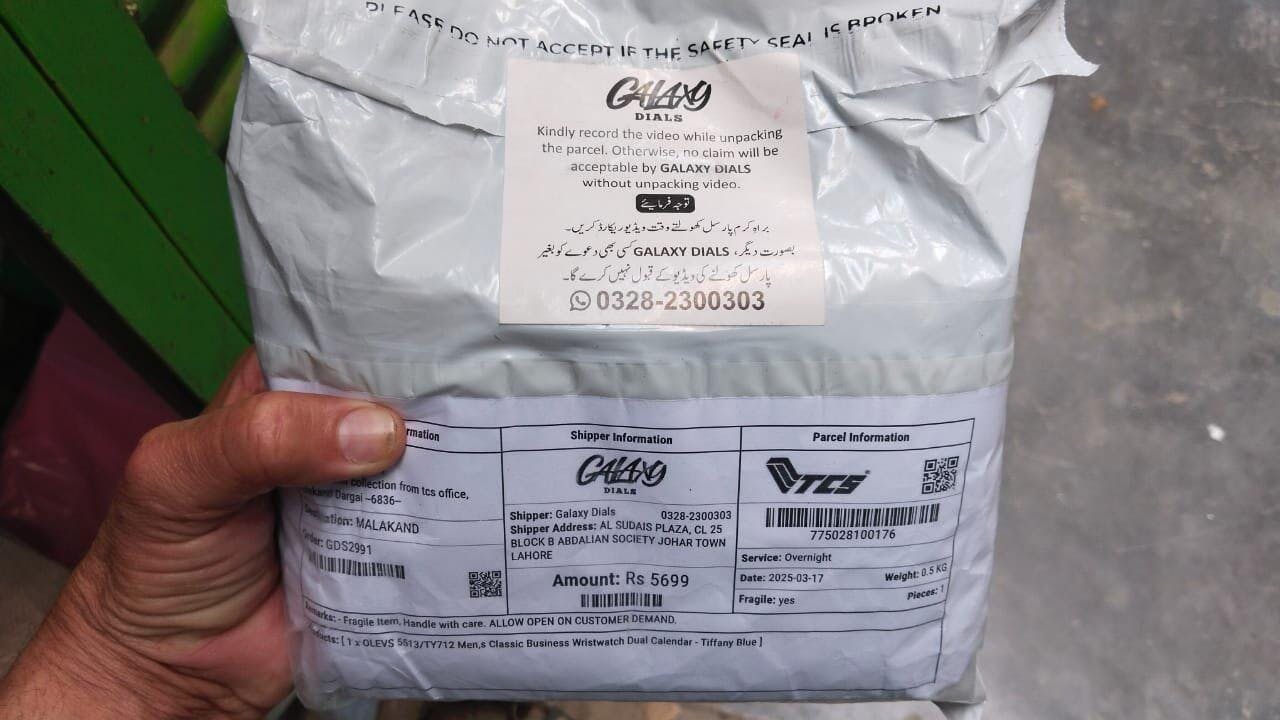 PLEASE DO NOT ACCEPT IF THE SAFETY SEAL IS BROKEN
GALAXY
DIALS
Kindly record the video while unpacking
the parcel. Otherwise, no claim will be
acceptable by GALAXY DIALS
without unpacking video.
توجہ فرمایئے
براہِ کرم پارسل کھولتے وقت ویڈیو ریکارڈ کریں۔
بصورت دیگر، GALAXY DIALS کسی بھی دعوے کو بغیر
پارسل کھولنے کی ویڈیو کے قبول نہیں کرے گا۔
0328-2300303
collection from tcs office,
Dargai ~6836~
MALAKAND
GDS2991
Shipper Information
GALAXY
DIALS
Shipper: Galaxy Dials 0328-2300303
Shipper Address: AL SUDAIS PLAZA, CL 25
BLOCK B ABDALIAN SOCIETY JOHAR TOWN
LAHORE
Amount: Rs 5699
Parcel Information
TCS
775028100176
Service: Overnight
Date: 2025-03-17 Weight: 0.5 KG
Fragile: yes Pieces: 1
- Fragile Item, Handle with care. ALLOW OPEN ON CUSTOMER DEMAND.
[ 1 x OLEVS 5513/TY712 Men,s Classic Business Wristwatch Dual Calendar - Tiffany Blue ]